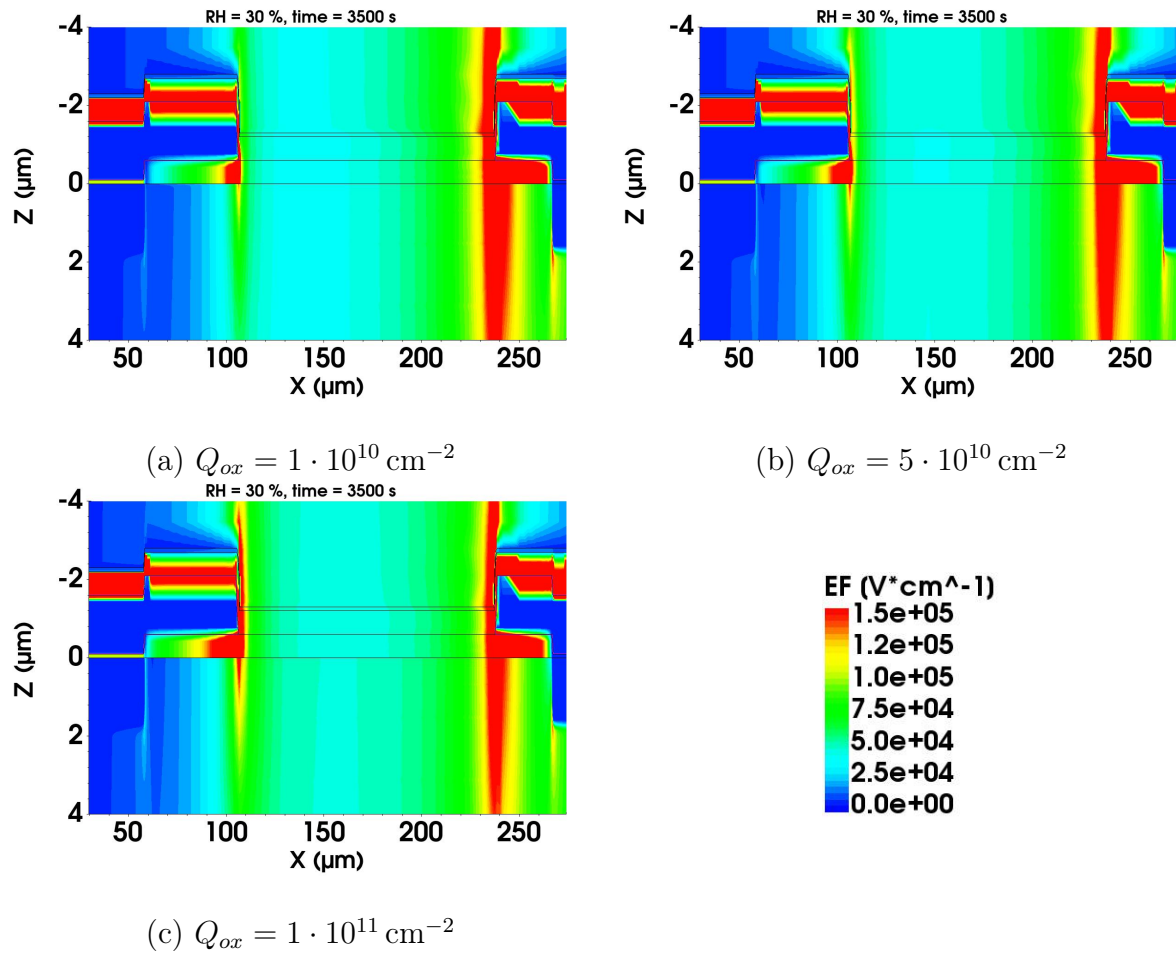 RH = 30 %, time = 3500 s
-4
-2
0
2
4
Z (µm)
50 100 150 200 250
X (µm)
(a) Q_ox = 1 · 10^10 cm^−2
RH = 30 %, time = 3500 s
-4
-2
0
2
4
Z (µm)
50 100 150 200 250
X (µm)
(b) Q_ox = 5 · 10^10 cm^−2
RH = 30 %, time = 3500 s
-4
-2
0
2
4
Z (µm)
50 100 150 200 250
X (µm)
(c) Q_ox = 1 · 10^11 cm^−2
EF (V*cm^-1)
1.5e+05
1.2e+05
1.0e+05
7.5e+04
5.0e+04
2.5e+04
0.0e+00